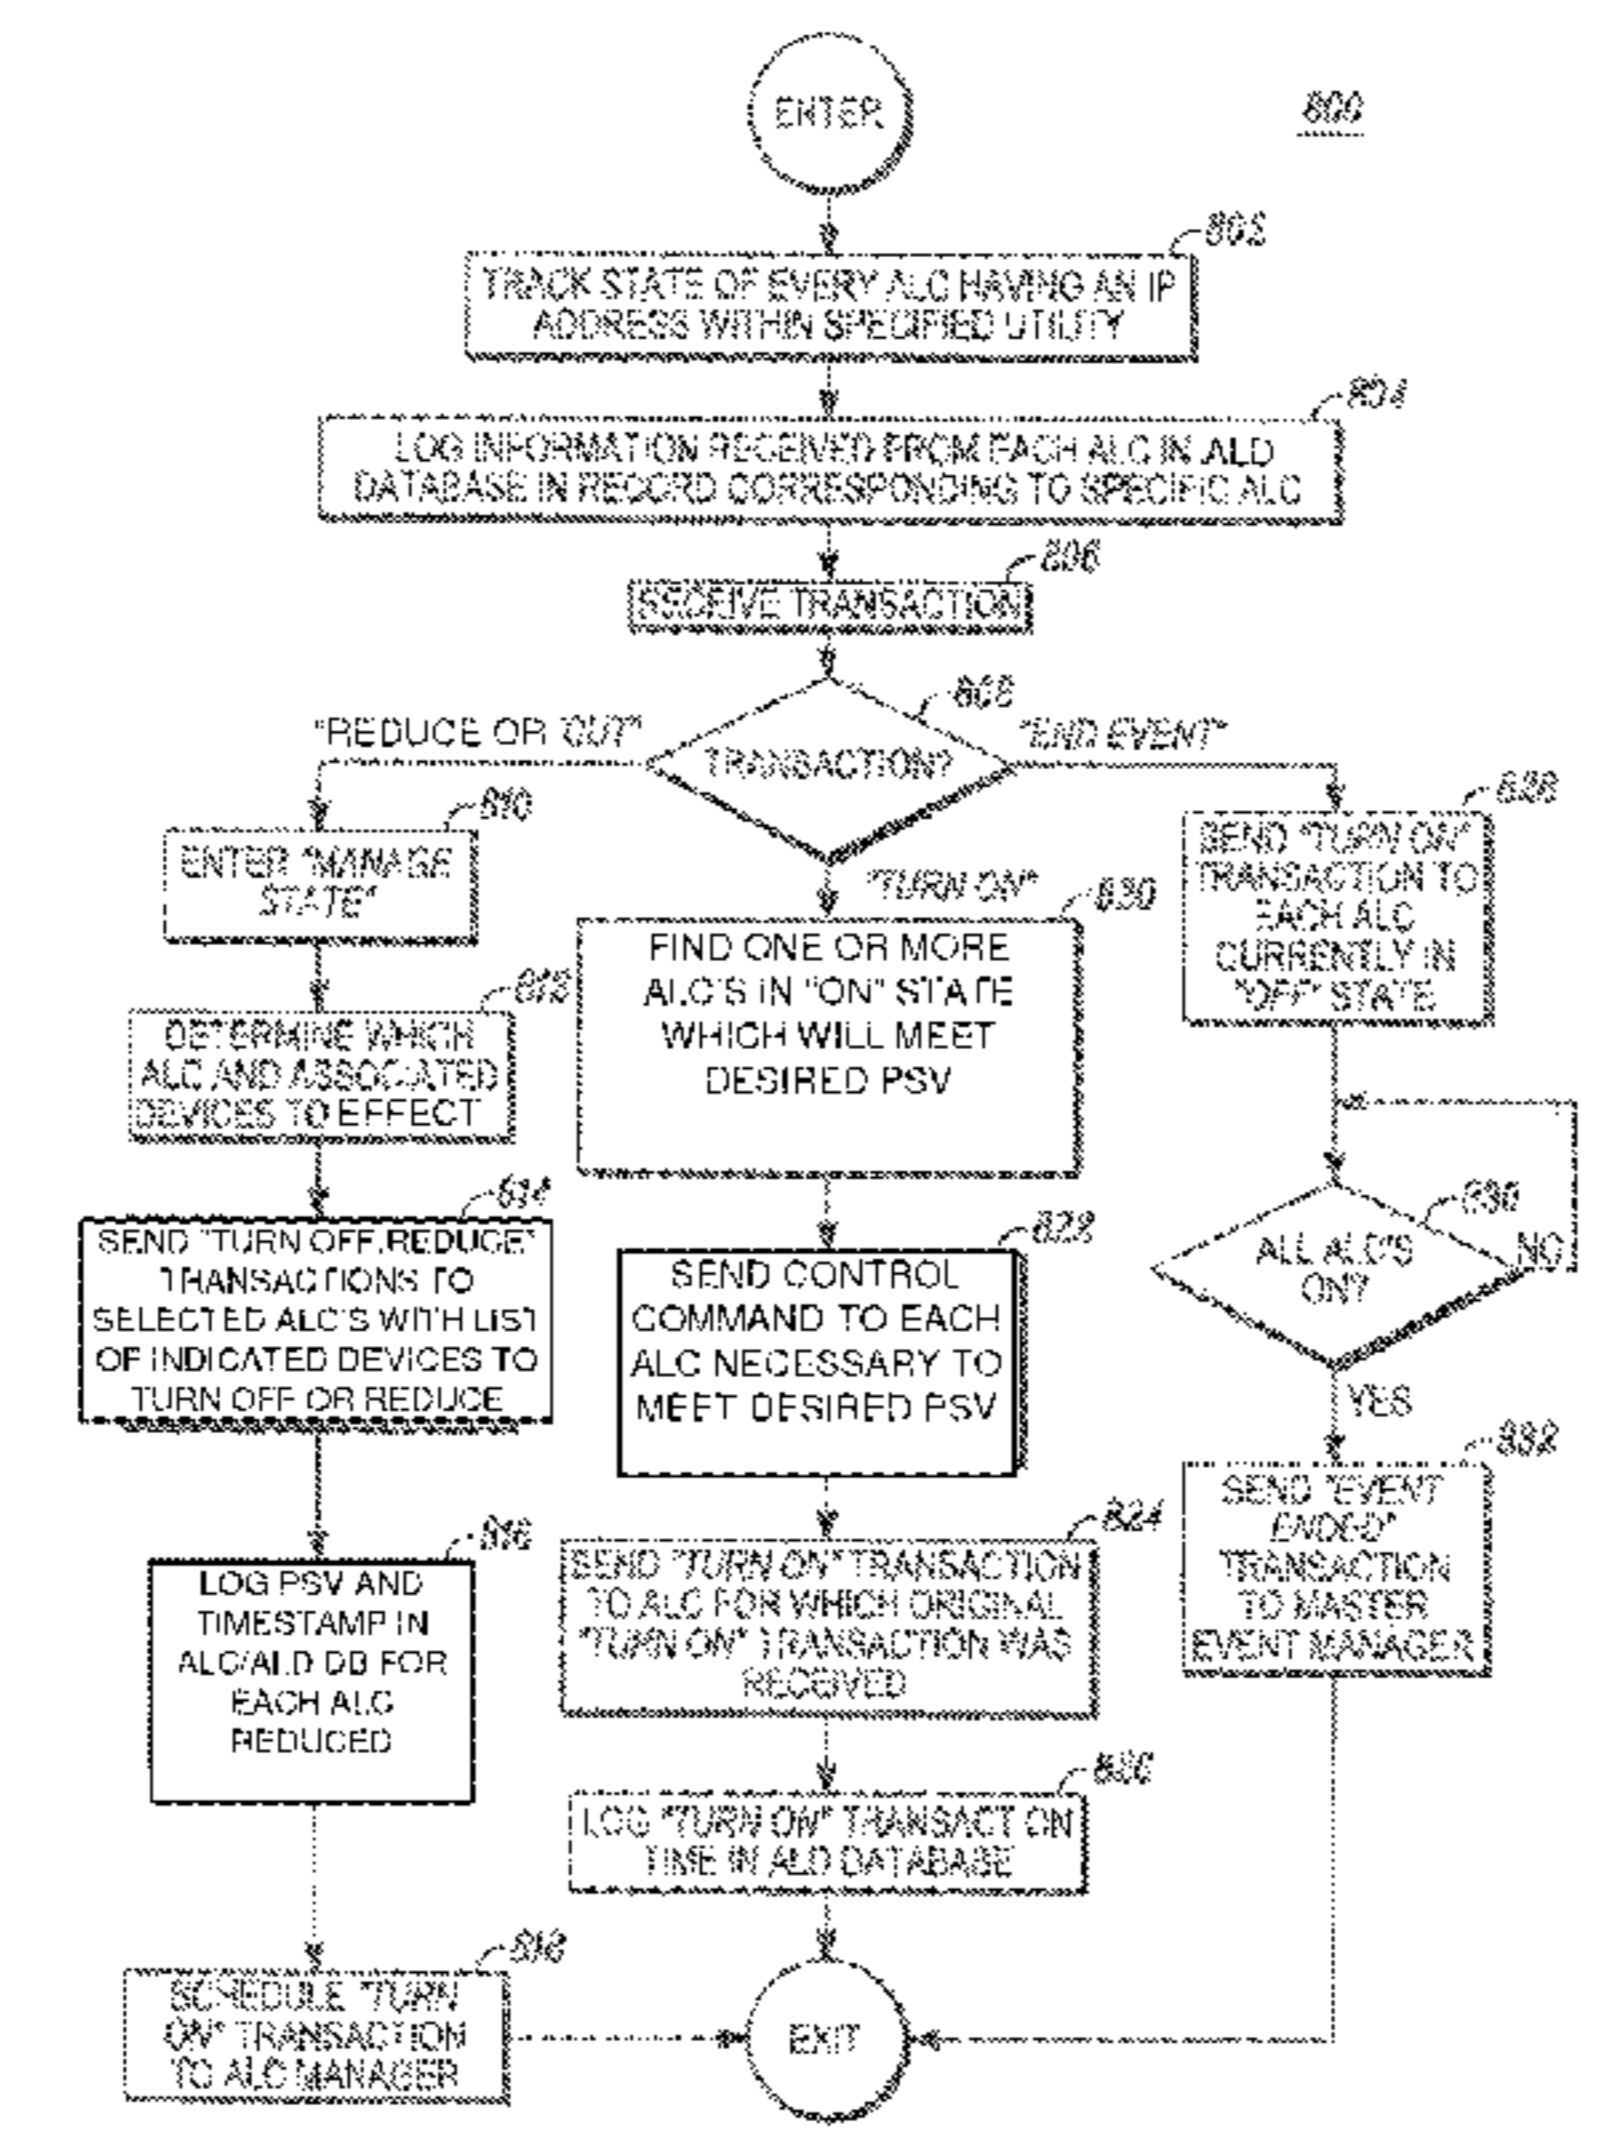 800
ENTER
802
TRACK STATE OF EVERY ALC HAVING AN IP
ADDRESS WITHIN SPECIFIED UTILITY
804
LOG INFORMATION RECEIVED FROM EACH ALC IN ALD
DATABASE IN RECORD CORRESPONDING TO SPECIFIC ALC
806
RECEIVE TRANSACTION
808
TRANSACTION?
"REDUCE OR 'CUT"
"END EVENT"
"TURN ON"
810
ENTER "MANAGE
STATE"
812
DETERMINE WHICH
ALC AND ASSOCIATED
DEVICES TO EFFECT
814
SEND "TURN OFF,REDUCE"
TRANSACTIONS TO
SELECTED ALC'S WITH LIST
OF INDICATED DEVICES TO
TURN OFF OR REDUCE
816
LOG PSV AND
TIMESTAMP IN
ALC/ALD DB FOR
EACH ALC
REDUCED
818
SCHEDULE "TURN
ON" TRANSACTION
TO ALC MANAGER
FIND ONE OR MORE
ALC'S IN "ON" STATE
WHICH WILL MEET
DESIRED PSV
822
SEND CONTROL
COMMAND TO EACH
ALC NECESSARY TO
MEET DESIRED PSV
824
SEND "TURN ON" TRANSACTION
TO ALC FOR WHICH ORIGINAL
"TURN ON" TRANSACTION WAS
RECEIVED
826
LOG "TURN ON" TRANSACTION
TIME IN ALD DATABASE
828
SEND "TURN ON"
TRANSACTION TO
EACH ALC
CURRENTLY IN
"OFF" STATE
830
ALL ALC'S
ON?
NO
YES
832
SEND "EVENT
ENDED"
TRANSACTION
TO MASTER
EVENT MANAGER
EXIT